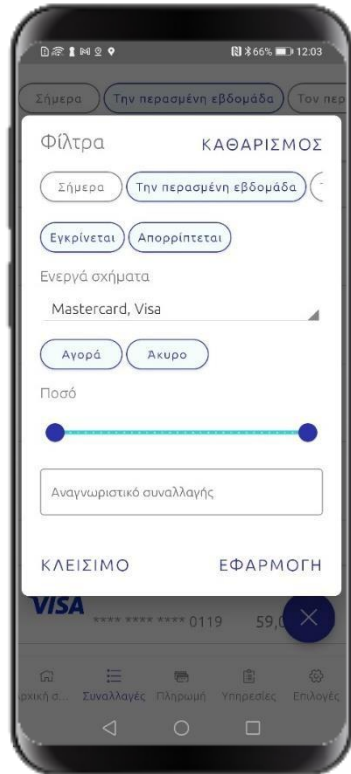 66% 12:03
Σήμερα Την περασμένη εβδομάδα Τον περ
Φίλτρα ΚΑΘΑΡΙΣΜΟΣ
Σήμερα Την περασμένη εβδομάδα
Εγκρίνεται Απορρίπτεται
Ενεργά σχήματα
Mastercard, Visa
Αγορά Άκυρο
Ποσό
Αναγνωριστικό συναλλαγής
ΚΛΕΙΣΙΜΟ ΕΦΑΡΜΟΓΗ
VISA
**** **** **** 0119 59,0
ρχική σ... Συναλλαγές Πληρωμή Υπηρεσίες Επιλογές